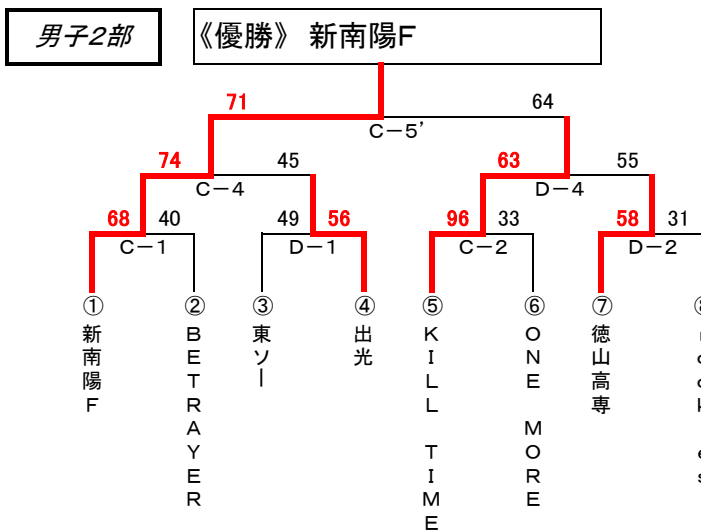 男子2部
《優勝》 新南陽F
71
64
C-5'
74
45
63
55
C-4
D-4
68
40
49
56
96
33
58
31
C-1
D-1
C-2
D-2
①
②
③
④
⑤
⑥
⑦
新南陽F
BETRAYER
東ソー
出光
KILL TIME
ONE MORE
徳山高専